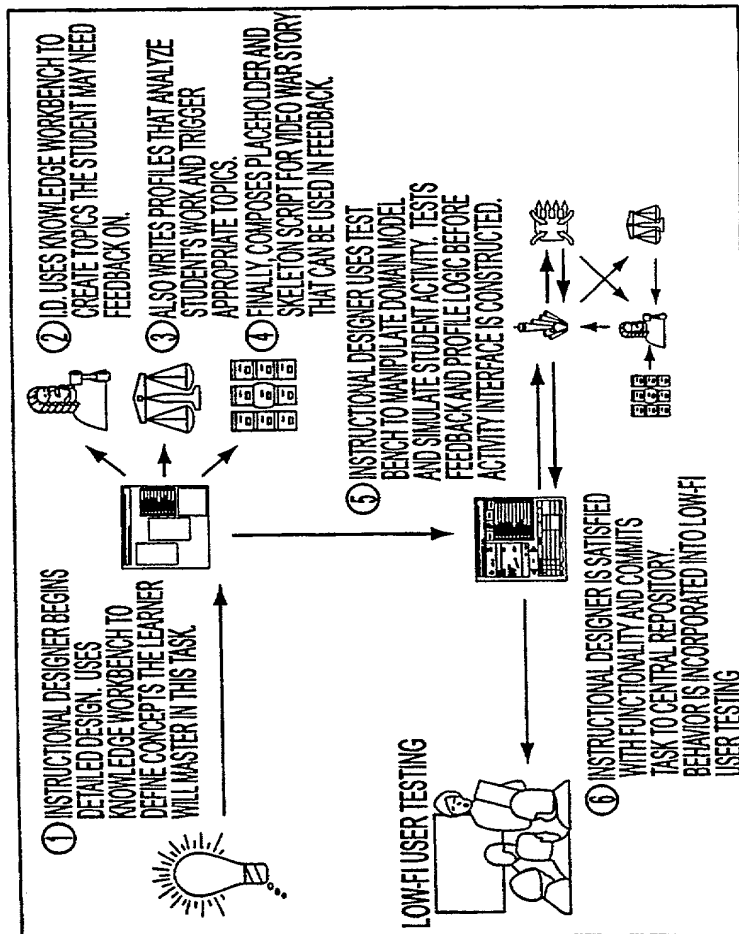 ① INSTRUCTIONAL DESIGNER BEGINS
DETAILED DESIGN. USES
KNOWLEDGE WORKBENCH TO
DEFINE CONCEPTS THE LEARNER
WILL MASTER IN THIS TASK.
② I.D. USES KNOWLEDGE WORKBENCH TO
CREATE TOPICS THE STUDENT MAY NEED
FEEDBACK ON.
③ ALSO WRITES PROFILES THAT ANALYZE
STUDENT'S WORK AND TRIGGER
APPROPRIATE TOPICS.
④ FINALLY, COMPOSES PLACEHOLDER AND
SKELETON SCRIPT FOR VIDEO WAR STORY
THAT CAN BE USED IN FEEDBACK.
⑤ INSTRUCTIONAL DESIGNER USES TEST
BENCH TO MANIPULATE DOMAIN MODEL
AND SIMULATE STUDENT ACTIVITY. TESTS
FEEDBACK AND PROFILE LOGIC BEFORE
ACTIVITY INTERFACE IS CONSTRUCTED.
LOW-FI USER TESTING
⑥ INSTRUCTIONAL DESIGNER IS SATISFIED
WITH FUNCTIONALITY AND COMMITS
TASK TO CENTRAL REPOSITORY.
BEHAVIOR IS INCORPORATED INTO LOW-FI
USER TESTING